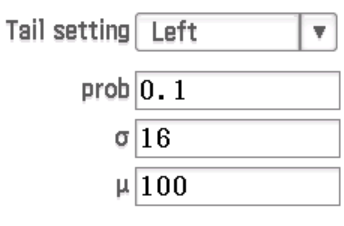 Tail setting Left
prob 0.1
σ 16
μ 100